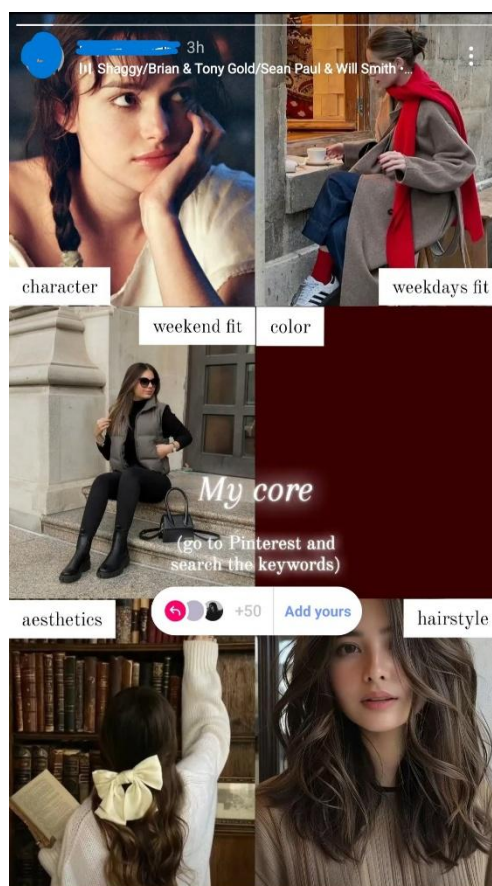 3h
Shaggy/Brian & Tony Gold/Sean Paul & Will Smith •...
character
weekdays fit
weekend fit
color
My core
(go to Pinterest and
search the keywords)
+50
Add yours
aesthetics
hairstyle